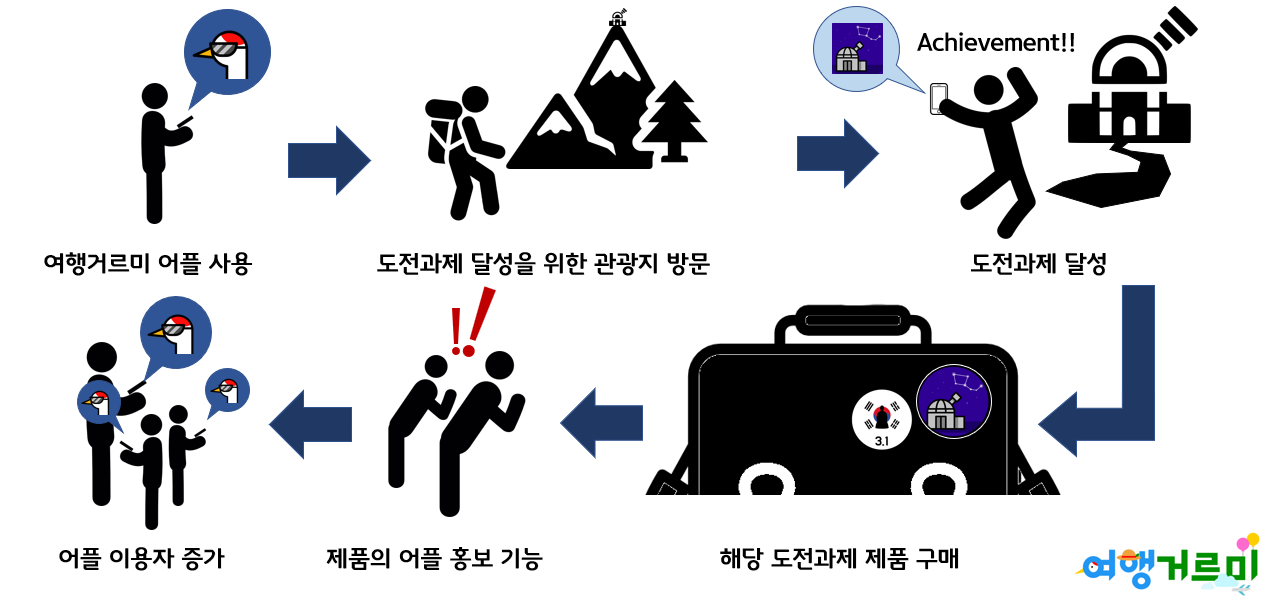 Achievement!!
여행거르미 어플 사용
도전과제 달성을 위한 관광지 방문
도전과제 달성
3.1
어플 이용자 증가
제품의 어플 홍보 기능
해당 도전과제 제품 구매
여행거르미